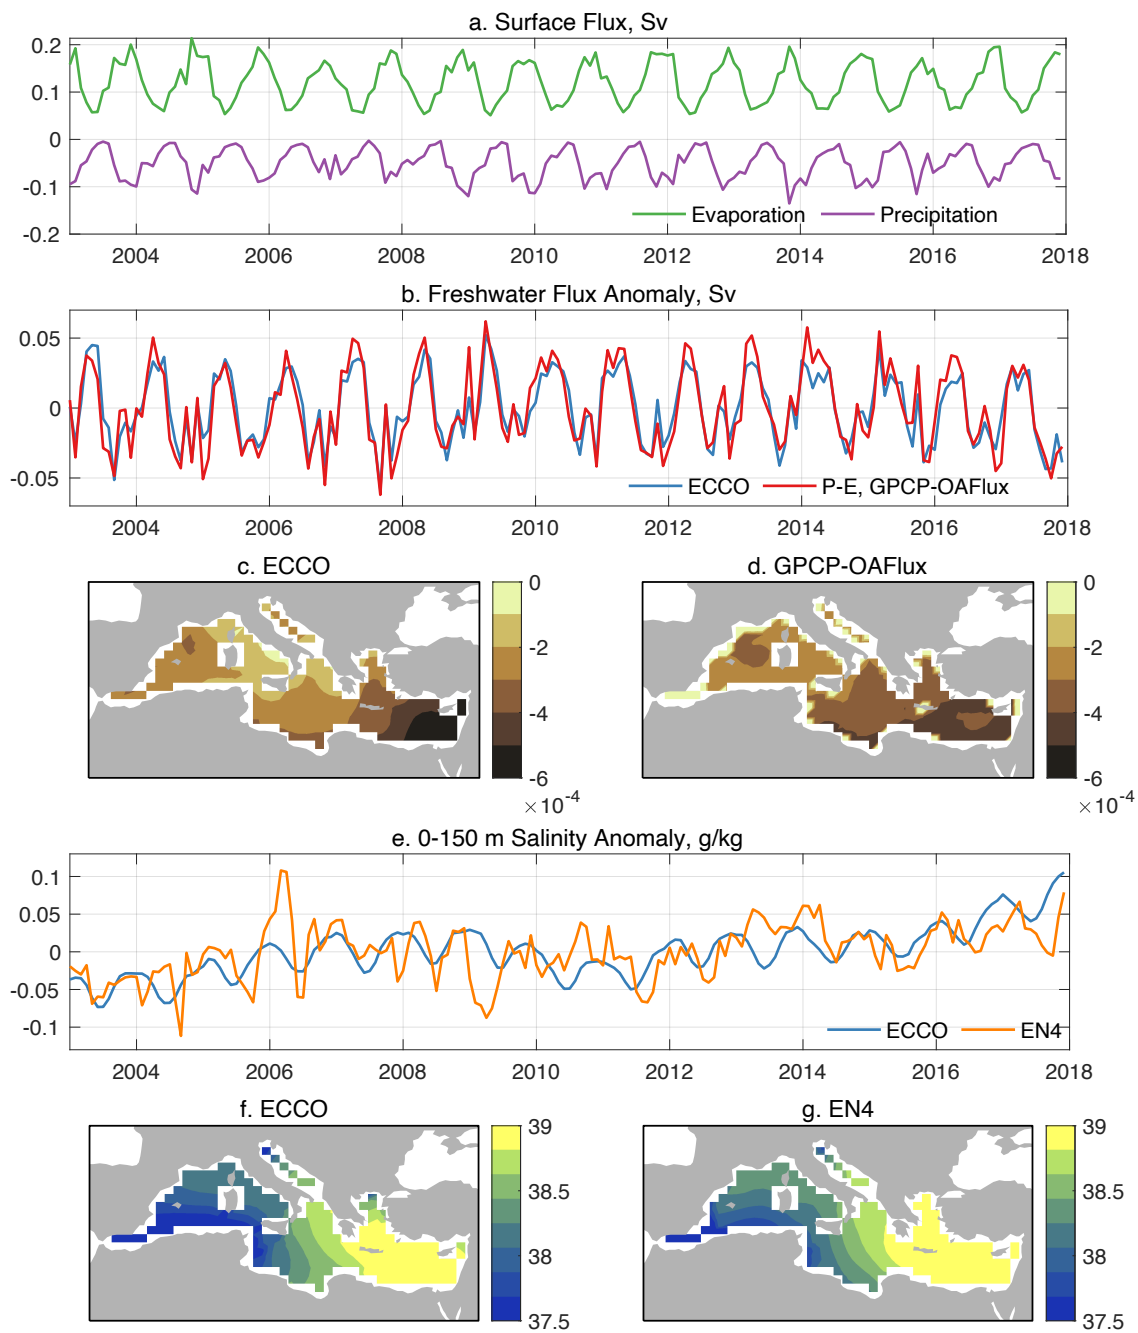 a. Surface Flux, Sv
0.2
0.1
0
-0.1
-0.2
Evaporation Precipitation
2004 2006 2008 2010 2012 2014 2016 2018
b. Freshwater Flux Anomaly, Sv
0.05
0
-0.05
ECCO P-E, GPCP-OAFlux
2004 2006 2008 2010 2012 2014 2016 2018
c. ECCO d. GPCP-OAFlux
0 0
-2 -2
-4 -4
-6 -6
×10-4 ×10-4
e. 0-150 m Salinity Anomaly, g/kg
0.1
0.05
0
-0.05
-0.1
ECCO EN4
2004 2006 2008 2010 2012 2014 2016 2018
f. ECCO g. EN4
39 39
38.5 38.5
38 38
37.5 37.5